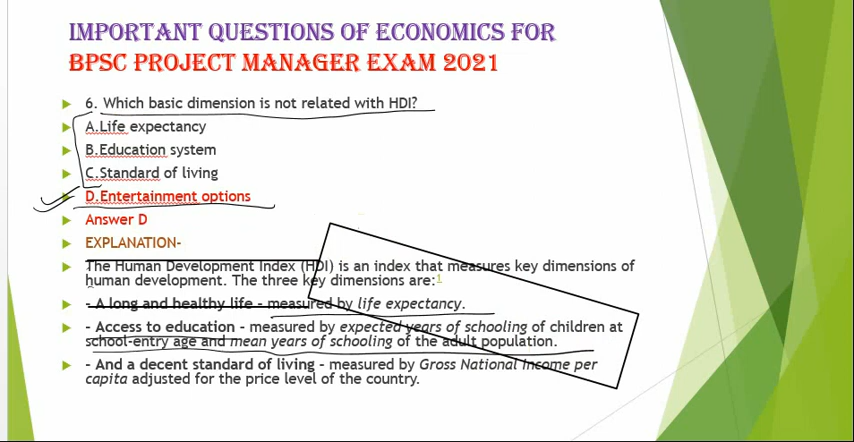 IMPORTANT QUESTIONS OF ECONOMICS FOR
BPSC PROJECT MANAGER EXAM 2021
6. Which basic dimension is not related with HDI?
A.Life expectancy
B.Education system
C.Standard of living
D.Entertainment options
Answer D
EXPLANATION-
The Human Development Index (HDI) is an index that measures key dimensions of
human development. The three key dimensions are:1
- A long and healthy life – measured by life expectancy.
- Access to education – measured by expected years of schooling of children at
school-entry age and mean years of schooling of the adult population.
- And a decent standard of living – measured by Gross National Income per
capita adjusted for the price level of the country.